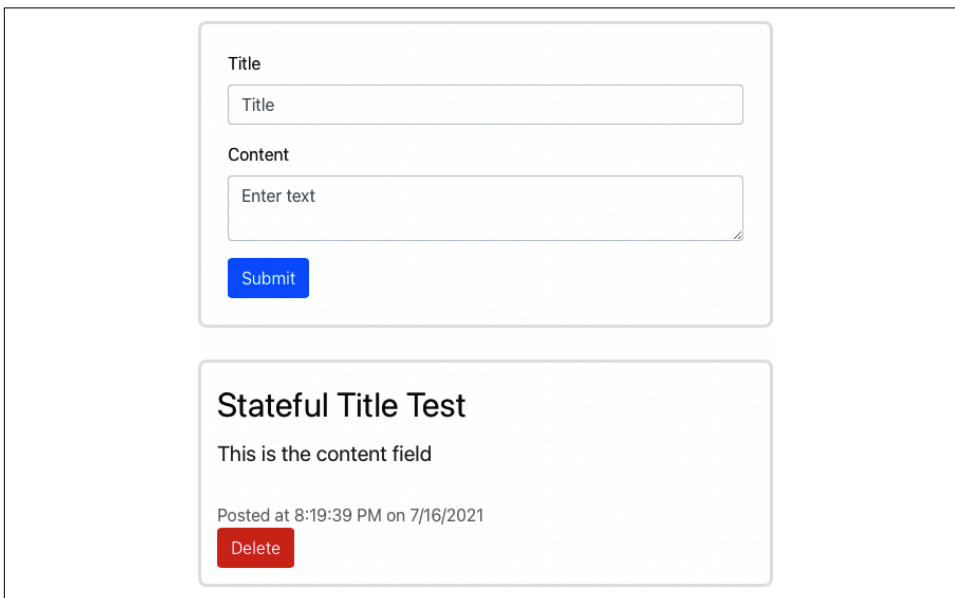 Title
Title
Content
Enter text
Submit
Stateful Title Test
This is the content field
Posted at 8:19:39 PM on 7/16/2021
Delete